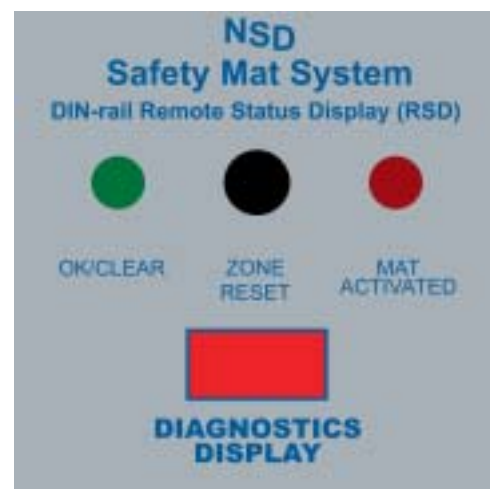 NSD
Safety Mat System
DIN-rail Remote Status Display (RSD)
OK/CLEAR
ZONE
RESET
MAT
ACTIVATED
DIAGNOSTICS
DISPLAY